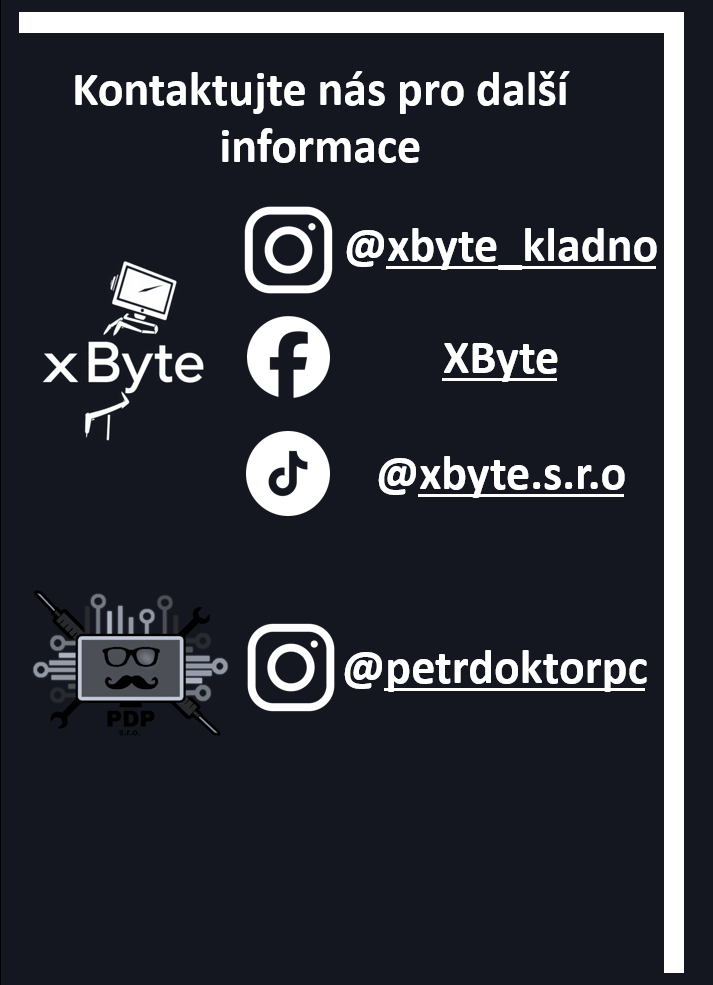 Kontaktujte nás pro další
informace
@xbyte_kladno
xByte
XByte
@xbyte.s.r.o
@petrdoktorpc
PDP
s.r.o.